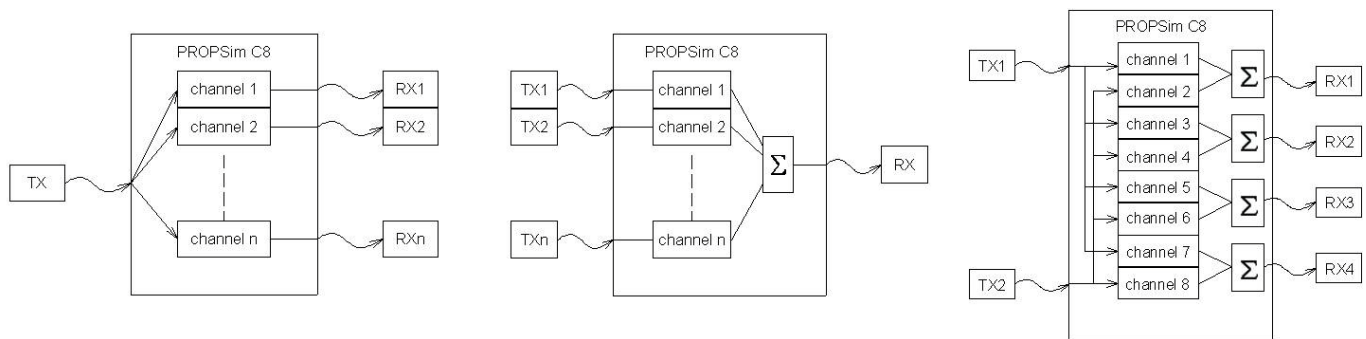 PROPSim C8
channel 1
RX1
channel 2
RX2
TX
channel n
RXn
PROPSim C8
TX1
channel 1
TX2
channel 2
Σ
RX
TXn
channel n
PROPSim C8
TX1
channel 1
Σ
RX1
channel 2
channel 3
Σ
RX2
channel 4
channel 5
Σ
RX3
channel 6
channel 7
Σ
RX4
TX2
channel 8